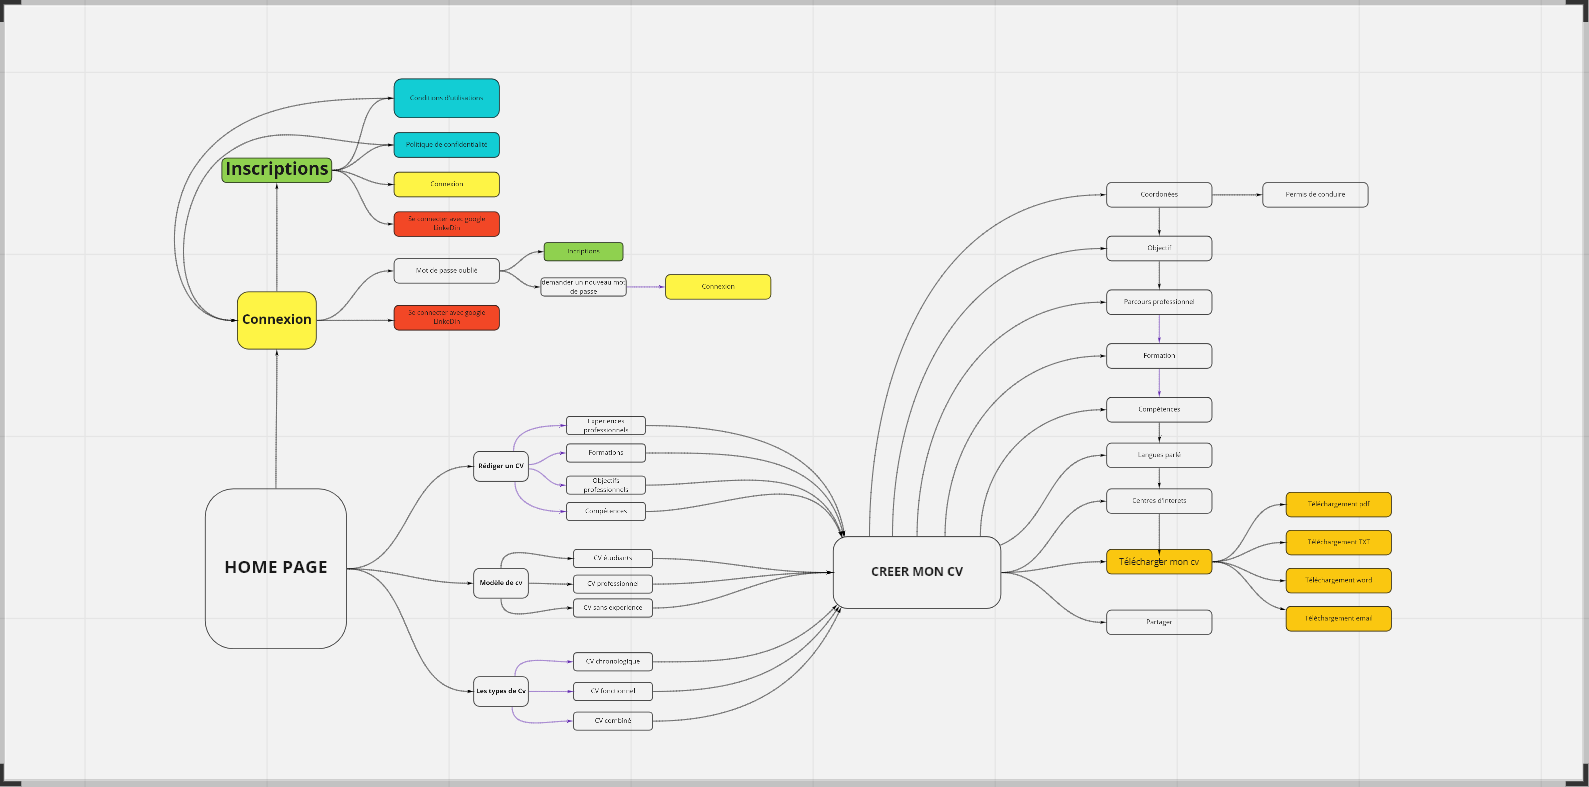 Conditions d'utilisations
Politique de confidentialité
Inscriptions
Connexion
Se connecter avec google
LinkeDin
Mot de passe oublié
Incriptions
demander un nouveau mot
de passe
Connexion
Connexion
Se connecter avec google
LinkeDin
HOME PAGE
Rédiger un CV
Experiences
professionnels
Formations
Objectifs
professionnels
Compétences
Modèle de cv
CV étudiants
CV professionnel
CV sans experience
Les types de Cv
CV chronologique
CV fonctionnel
CV combiné
CREER MON CV
Coordonées
Permis de conduire
Objectif
Parcours professionnel
Formation
Compétences
Langues parlé
Centres d'interets
Télécharger mon cv
Partager
Téléchargement pdf
Téléchargement TXT
Téléchargement word
Téléchargement email